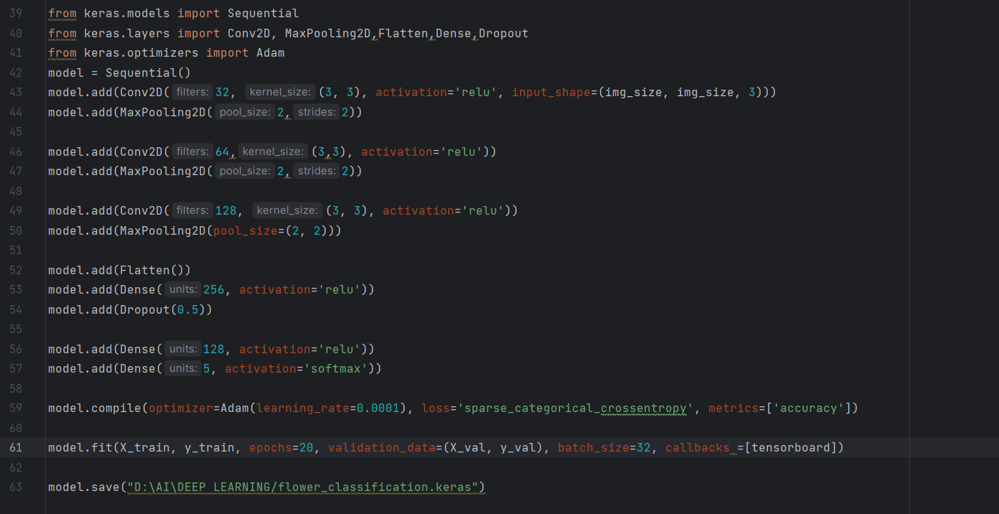 39 from keras.models import Sequential
40 from keras.layers import Conv2D, MaxPooling2D,Flatten,Dense,Dropout
41 from keras.optimizers import Adam
42 model = Sequential()
43 model.add(Conv2D( filters: 32, kernel_size: (3, 3), activation='relu', input_shape=(img_size, img_size, 3)))
44 model.add(MaxPooling2D( pool_size: 2, strides: 2))
45
46 model.add(Conv2D( filters: 64, kernel_size: (3,3), activation='relu'))
47 model.add(MaxPooling2D( pool_size: 2, strides: 2))
48
49 model.add(Conv2D( filters: 128, kernel_size: (3, 3), activation='relu'))
50 model.add(MaxPooling2D(pool_size=(2, 2)))
51
52 model.add(Flatten())
53 model.add(Dense( units: 256, activation='relu'))
54 model.add(Dropout(0.5))
55
56 model.add(Dense( units: 128, activation='relu'))
57 model.add(Dense( units: 5, activation='softmax'))
58
59 model.compile(optimizer=Adam(learning_rate=0.0001), loss='sparse_categorical_crossentropy', metrics=['accuracy'])
60
61 model.fit(X_train, y_train, epochs=20, validation_data=(X_val, y_val), batch_size=32, callbacks =[tensorboard])
62
63 model.save("D:\AI\DEEP LEARNING/flower_classification.keras")